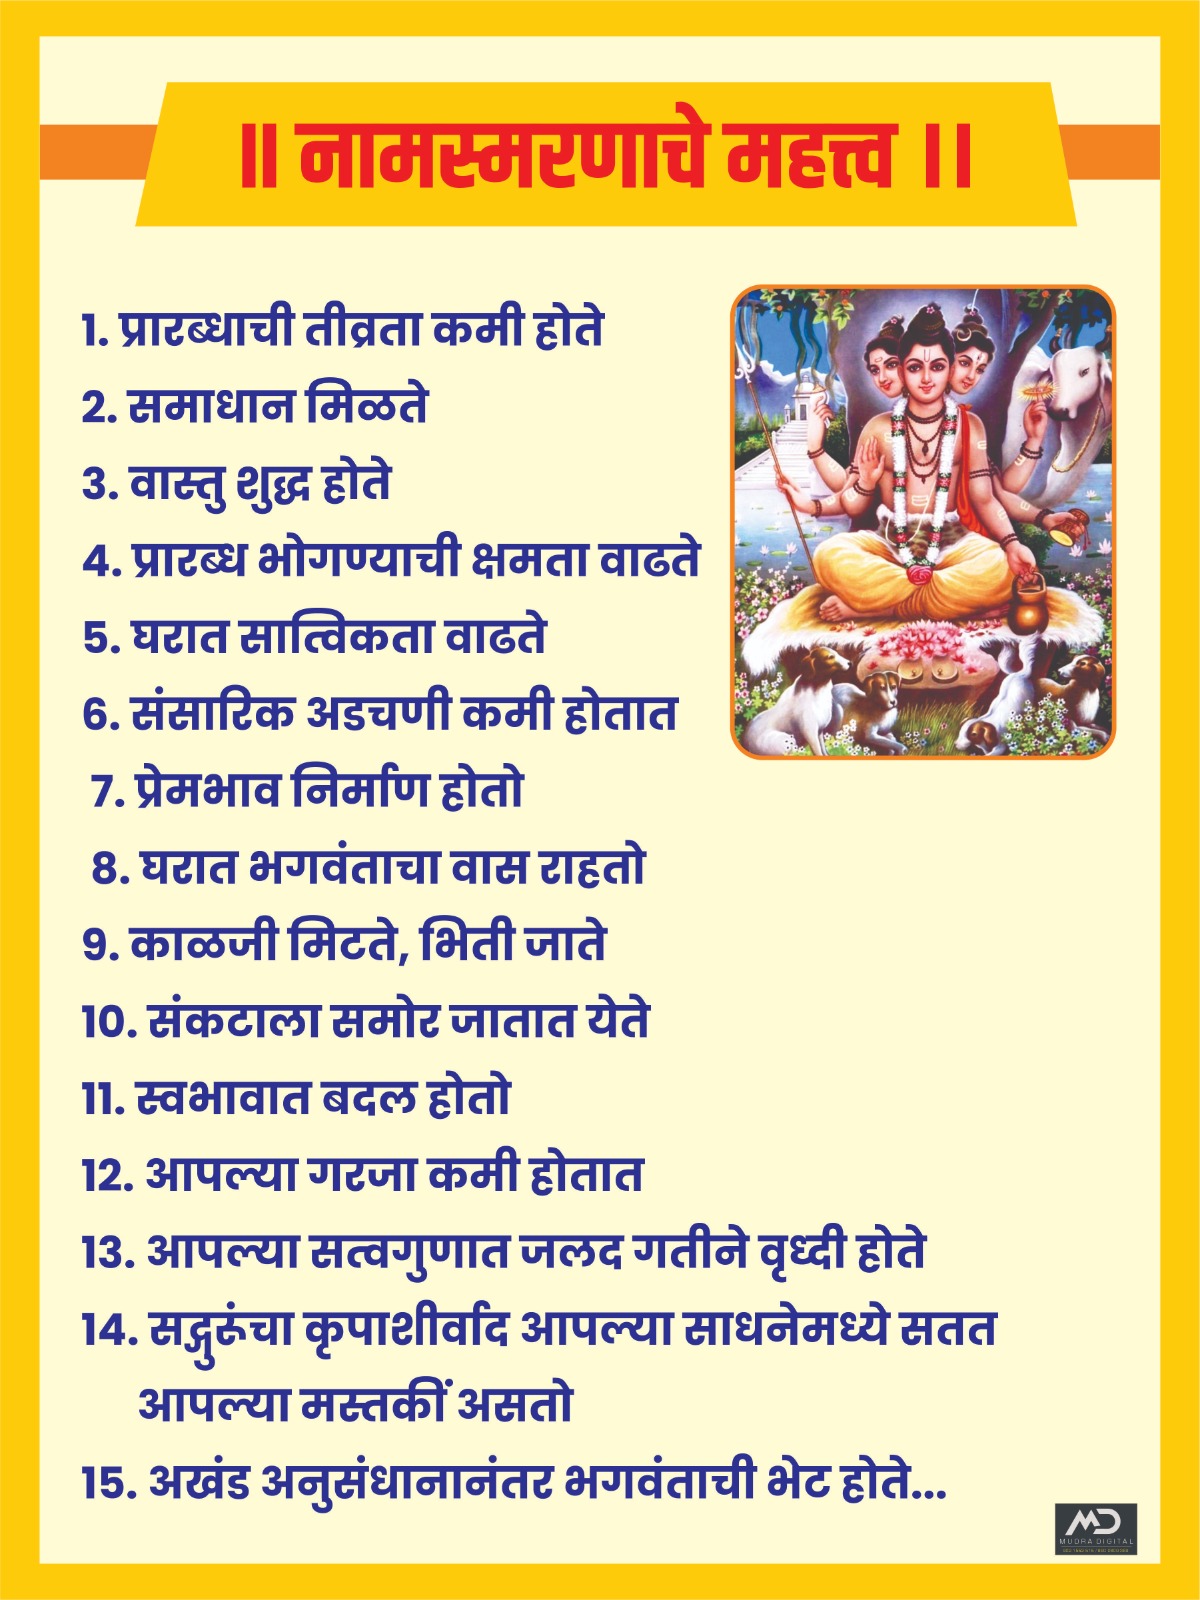 ॥ नामस्मरणाचे महत्त्व ।।
1. प्रारब्धाची तीव्रता कमी होते
2. समाधान मिळते
3. वास्तु शुद्ध होते
4. प्रारब्ध भोगण्याची क्षमता वाढते
5. घरात सात्विकता वाढते
6. संसारिक अडचणी कमी होतात
7. प्रेमभाव निर्माण होतो
8. घरात भगवंताचा वास राहतो
9. काळजी मिटते, भिती जाते
10. संकटाला समोर जातात येते
11. स्वभावात बदल होतो
12. आपल्या गरजा कमी होतात
13. आपल्या सत्वगुणात जलद गतीने वृध्दी होते
14. सद्गुरूंचा कृपाशीर्वाद आपल्या साधनेमध्ये सतत
आपल्या मस्तकीं असतो
15. अखंड अनुसंधानानंतर भगवंताची भेट होते...
MD
MUDRA DIGITAL